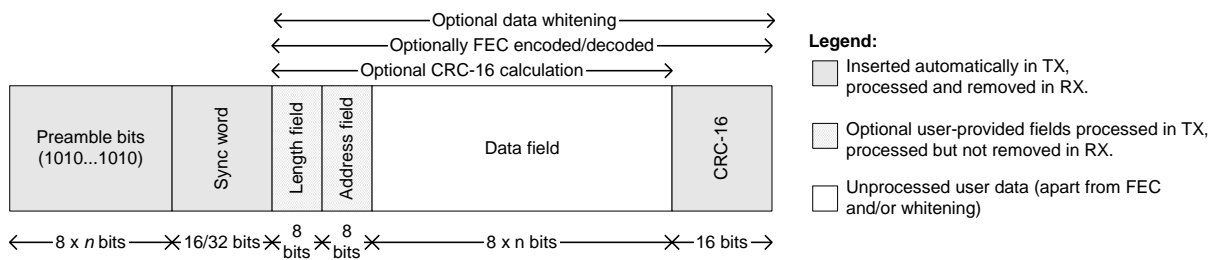 Optional data whitening
Optionally FEC encoded/decoded
Optional CRC-16 calculation
Preamble bits
(1010...1010)
Sync word
Length field
Address field
Data field
CRC-16
8 x n bits
16/32 bits
8
bits
8
bits
8 x n bits
16 bits
Legend:
Inserted automatically in TX,
processed and removed in RX.
Optional user-provided fields processed in TX,
processed but not removed in RX.
Unprocessed user data (apart from FEC
and/or whitening)